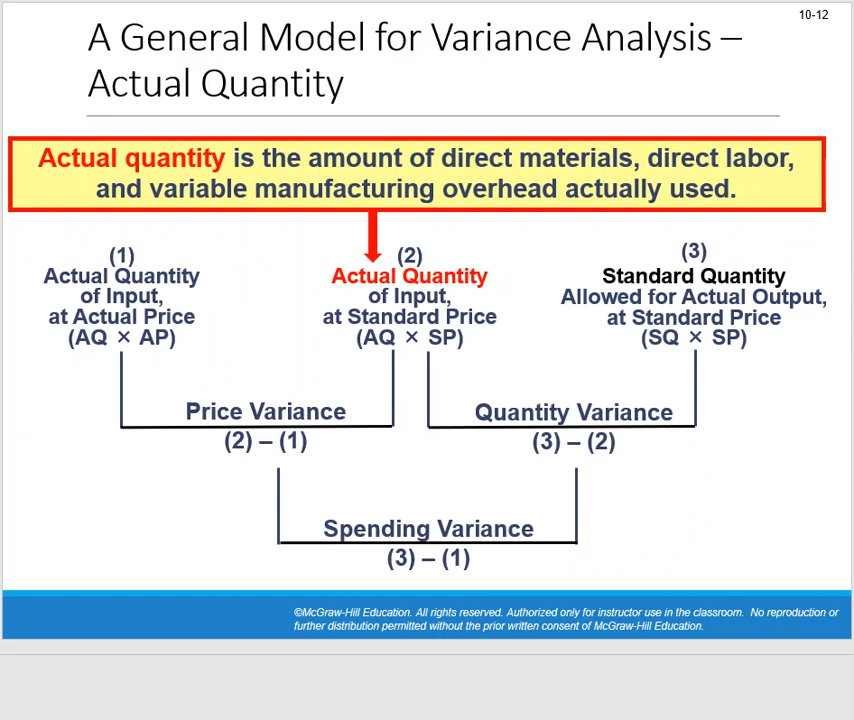 10-12
A General Model for Variance Analysis –
Actual Quantity
Actual quantity is the amount of direct materials, direct labor,
and variable manufacturing overhead actually used.
(1)
Actual Quantity
of Input,
at Actual Price
(AQ × AP)
(2)
Actual Quantity
of Input,
at Standard Price
(AQ × SP)
(3)
Standard Quantity
Allowed for Actual Output,
at Standard Price
(SQ × SP)
Price Variance
(2) – (1)
Quantity Variance
(3) – (2)
Spending Variance
(3) – (1)
©McGraw-Hill Education. All rights reserved. Authorized only for instructor use in the classroom. No reproduction or
further distribution permitted without the prior written consent of McGraw-Hill Education.